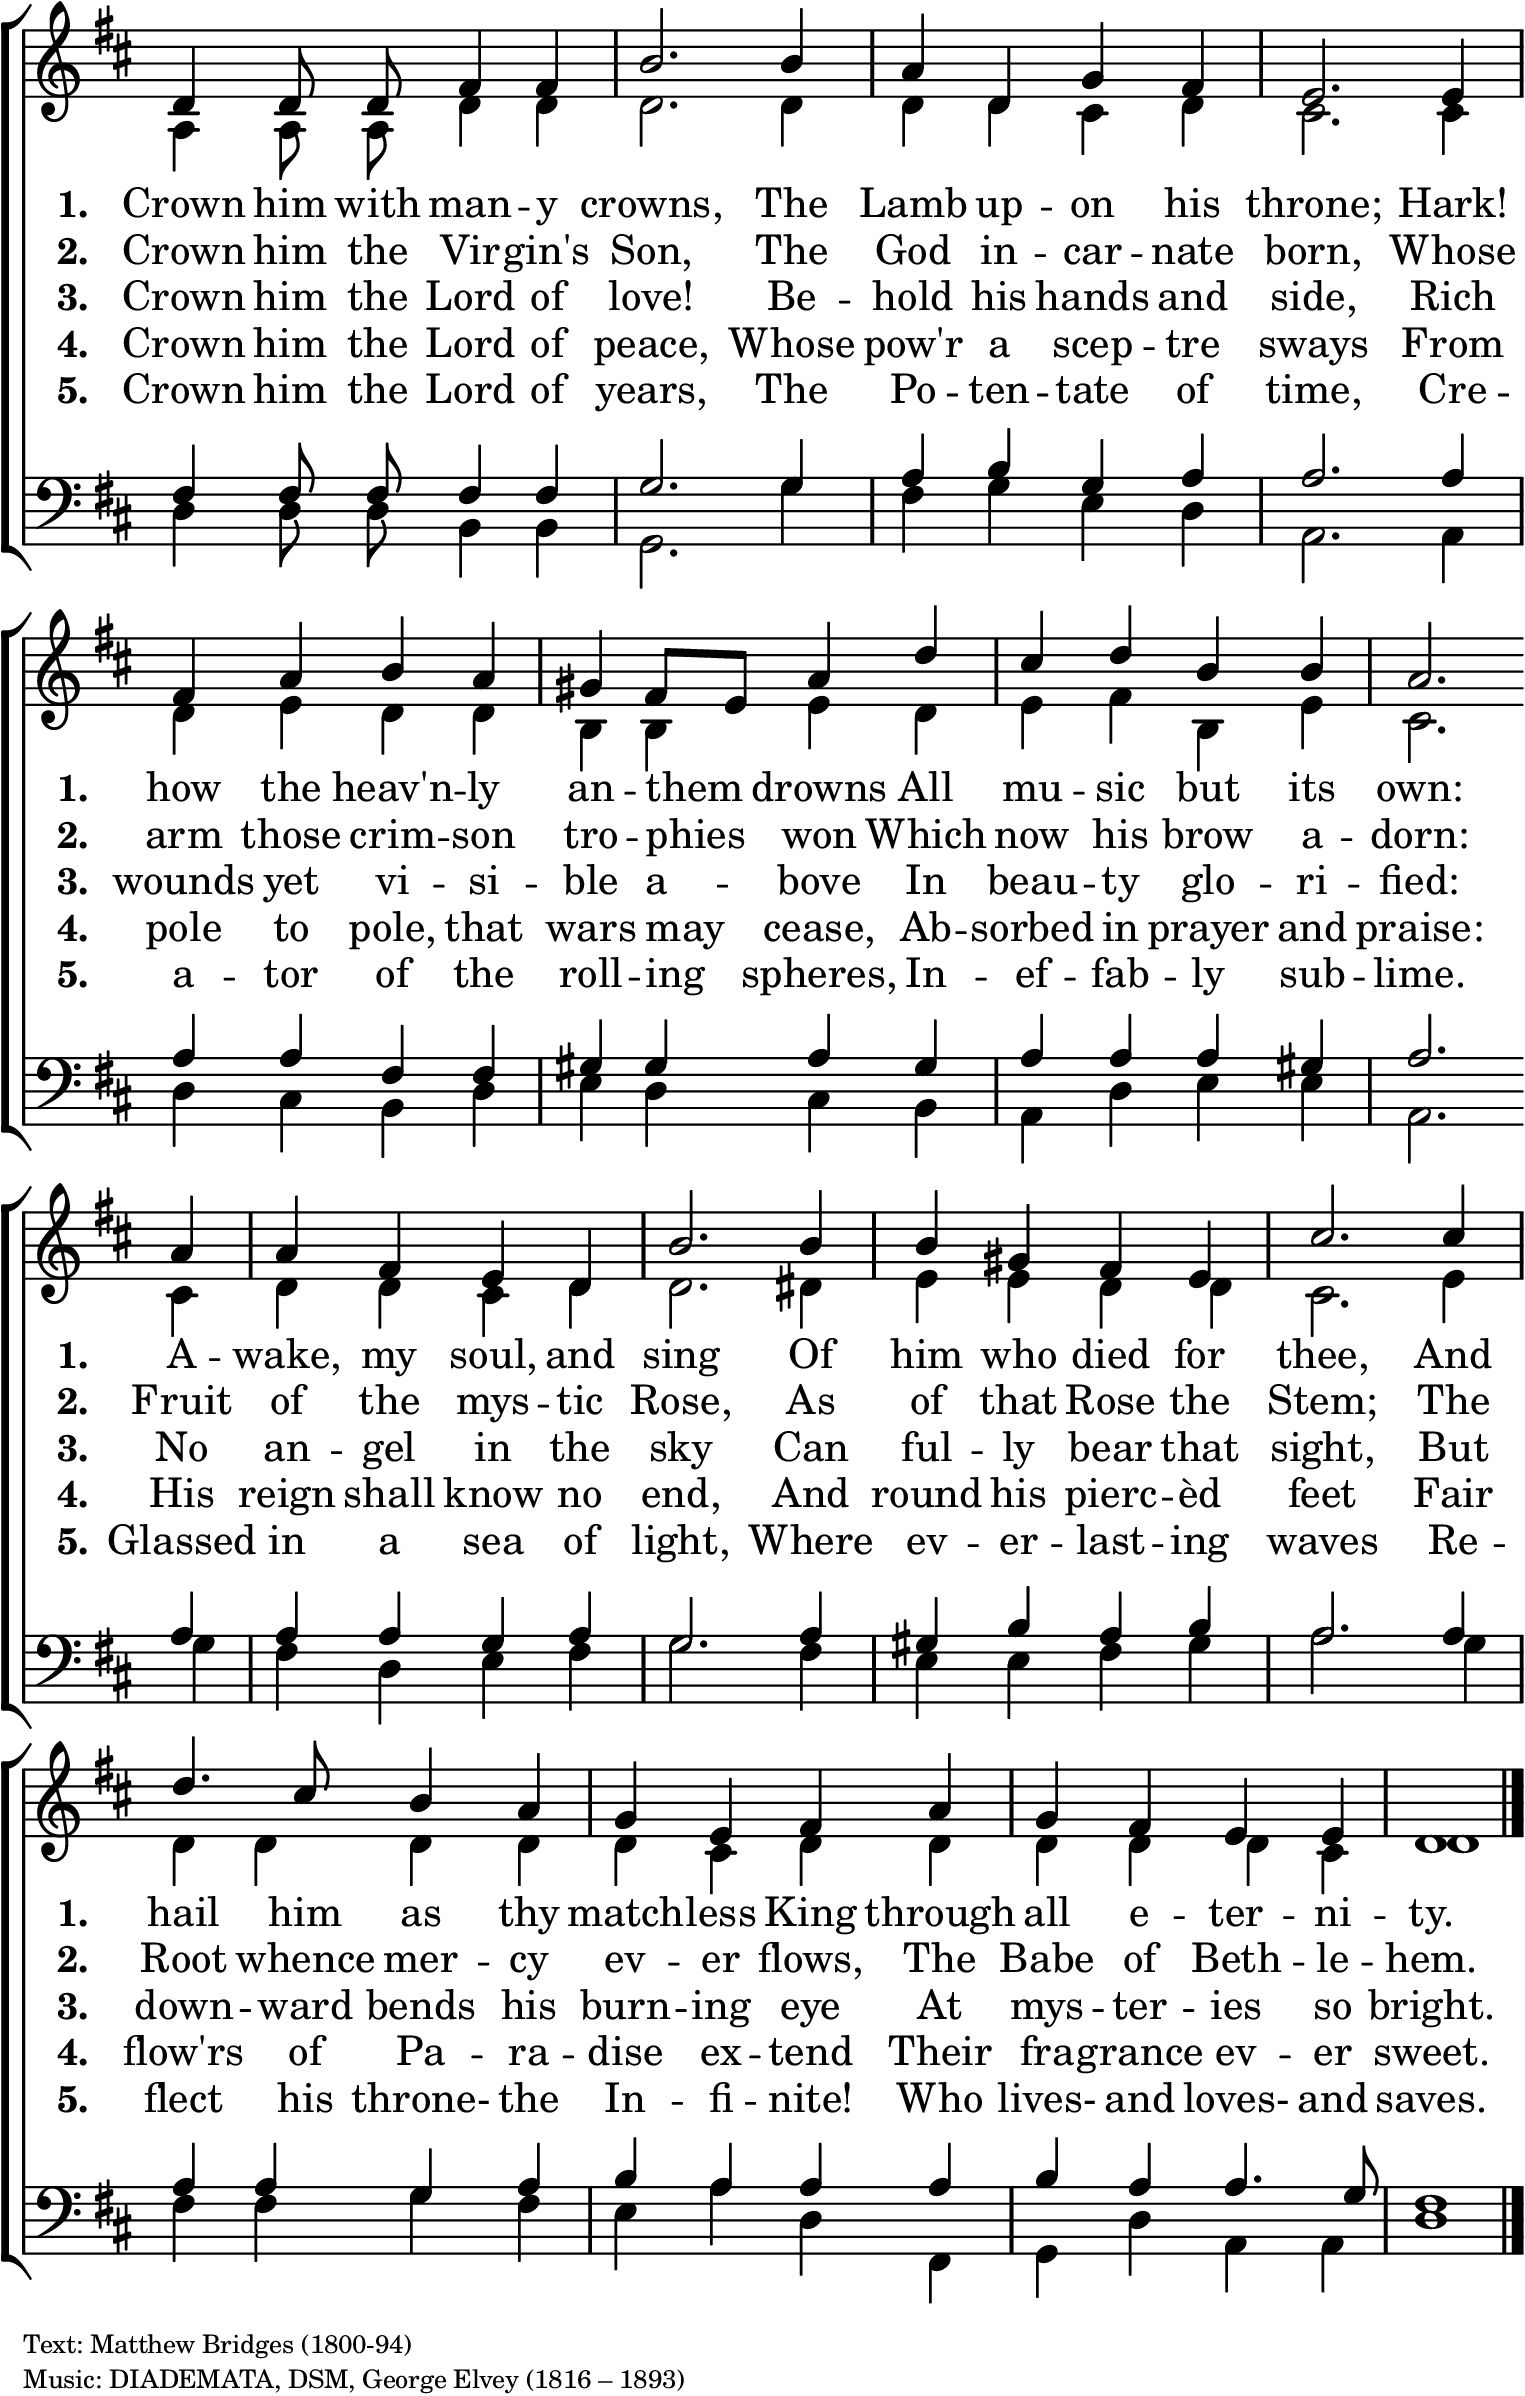 1. Crown him with man -- y crowns, The Lamb up -- on his throne; Hark!
2. Crown him the Virgin's Son, The God in -- car -- nate born, Whose
3. Crown him the Lord of love! Be -- hold his hands and side, Rich
4. Crown him the Lord of peace, Whose pow'r a scep -- tre sways From
5. Crown him the Lord of years, The Po -- ten -- tate of time, Cre --
1. how the heav'n -- ly an -- them drowns All mu -- sic but its own:
2. arm those crim -- son tro -- phies won Which now his brow a -- dorn:
3. wounds yet vi -- si -- ble a -- bove In beau -- ty glo -- ri -- fied:
4. pole to pole, that wars may cease, Ab -- sorbed in prayer and praise:
5. a -- tor of the roll -- ing spheres, In -- ef -- fab -- ly sub -- lime.
1. A -- wake, my soul, and sing Of him who died for thee, And
2. Fruit of the mys -- tic Rose, As of that Rose the Stem; The
3. No an -- gel in the sky Can ful -- ly bear that sight, But
4. His reign shall know no end, And round his pierc -- èd feet Fair
5. Glassed in a sea of light, Where ev -- er -- last -- ing waves Re --
1. hail him as thy matchless King through all e -- ter -- ni -- ty.
2. Root whence mer -- cy ev -- er flows, The Babe of Beth -- le -- hem.
3. down -- ward bends his burn -- ing eye At mys -- ter -- ies so bright.
4. flow'rs of Pa -- ra -- dise ex -- tend Their fragrance ev -- er sweet.
5. flect his throne- the In -- fi -- nite! Who lives- and loves- and saves.
Text: Matthew Bridges (1800-94)
Music: DIADEMATA, DSM, George Elvey (1816 – 1893)